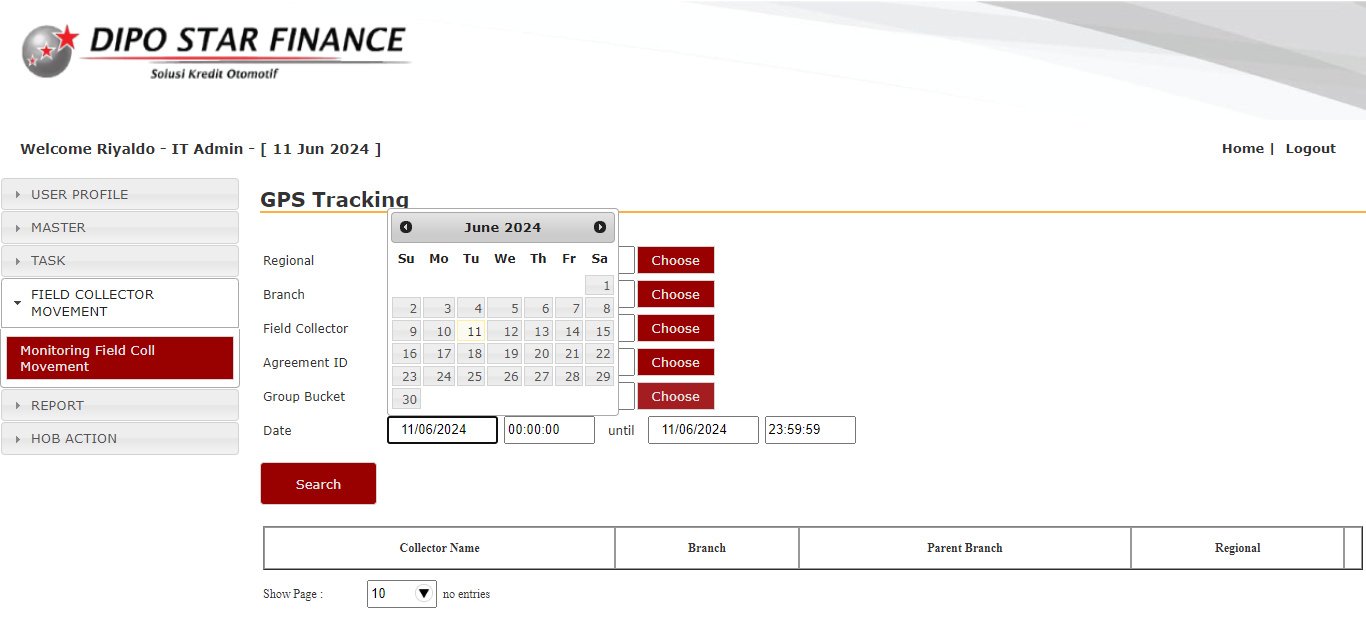 DIPO STAR FINANCE
Solusi Kredit Otomotif
Welcome Riyaldo - IT Admin - [ 11 Jun 2024 ]
Home | Logout
USER PROFILE
MASTER
TASK
FIELD COLLECTOR
MOVEMENT
Monitoring Field Coll
Movement
REPORT
HOB ACTION
GPS Tracking
June 2024
Su Mo Tu We Th Fr Sa
1
2 3 4 5 6 7 8
9 10 11 12 13 14 15
16 17 18 19 20 21 22
23 24 25 26 27 28 29
30
Regional Choose
Branch Choose
Field Collector Choose
Agreement ID Choose
Group Bucket Choose
Date 11/06/2024 00:00:00 until 11/06/2024 23:59:59
Search
Collector Name Branch Parent Branch Regional
Show Page : 10 no entries